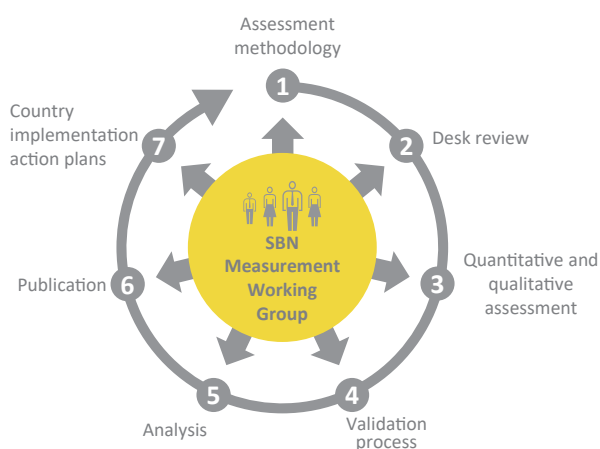 Assessment
methodology
1
2
Desk review
3
Quantitative and
qualitative assessment
4
Validation
process
5
Analysis
6
Publication
7
Country
implementation
action plans
SBN
Measurement
Working
Group